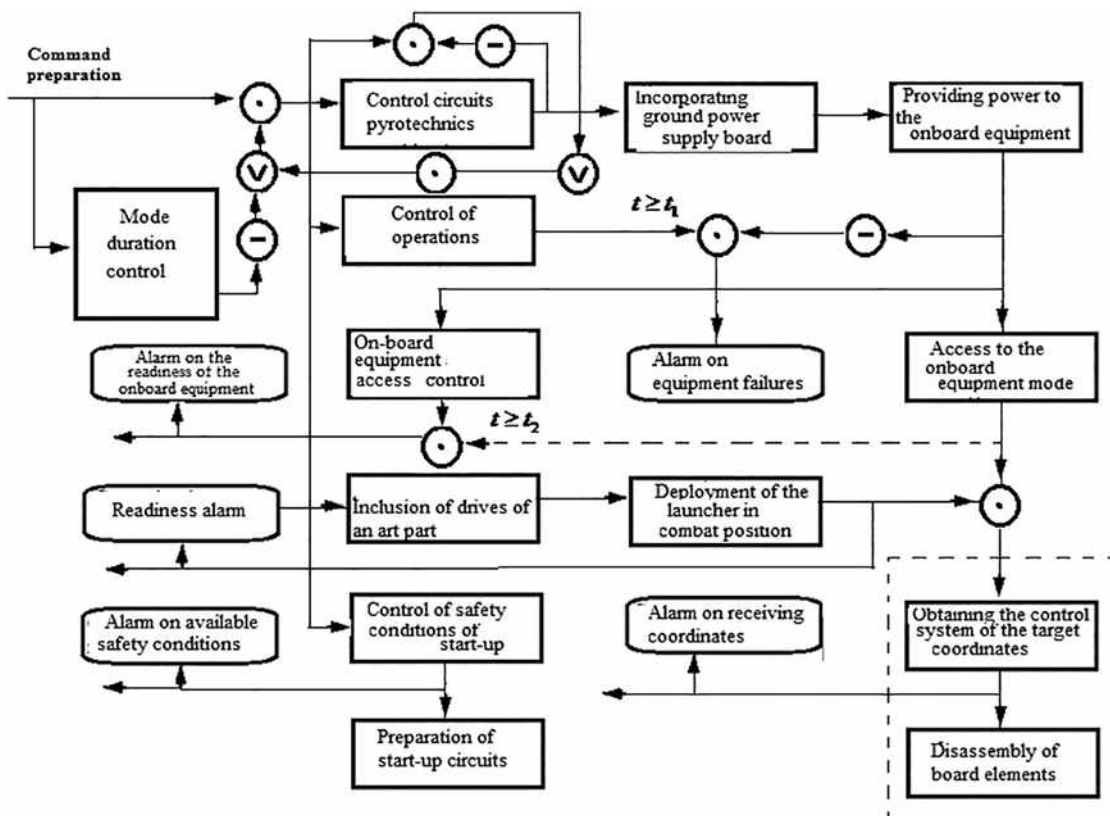 Command
preparation
Control circuits
pyrotechnics
Incorporating
ground power
supply board
Providing power to
the
onboard equipment
Mode
duration
control
Control of
operations
t ≥ t₁
On-board
equipment
access control
Alarm on
equipment failures
Access to the
onboard
equipment mode
Alarm on the
readiness of the
onboard equipment
t ≥ t₂
Readiness alarm
Inclusion of drives of
an art part
Deployment of the
launcher in
combat position
Alarm on available
safety conditions
Control of safety
conditions of
start-up
Alarm on receiving
coordinates
Obtaining the control
system of the target
coordinates
Preparation of
start-up circuits
Disassembly of
board elements